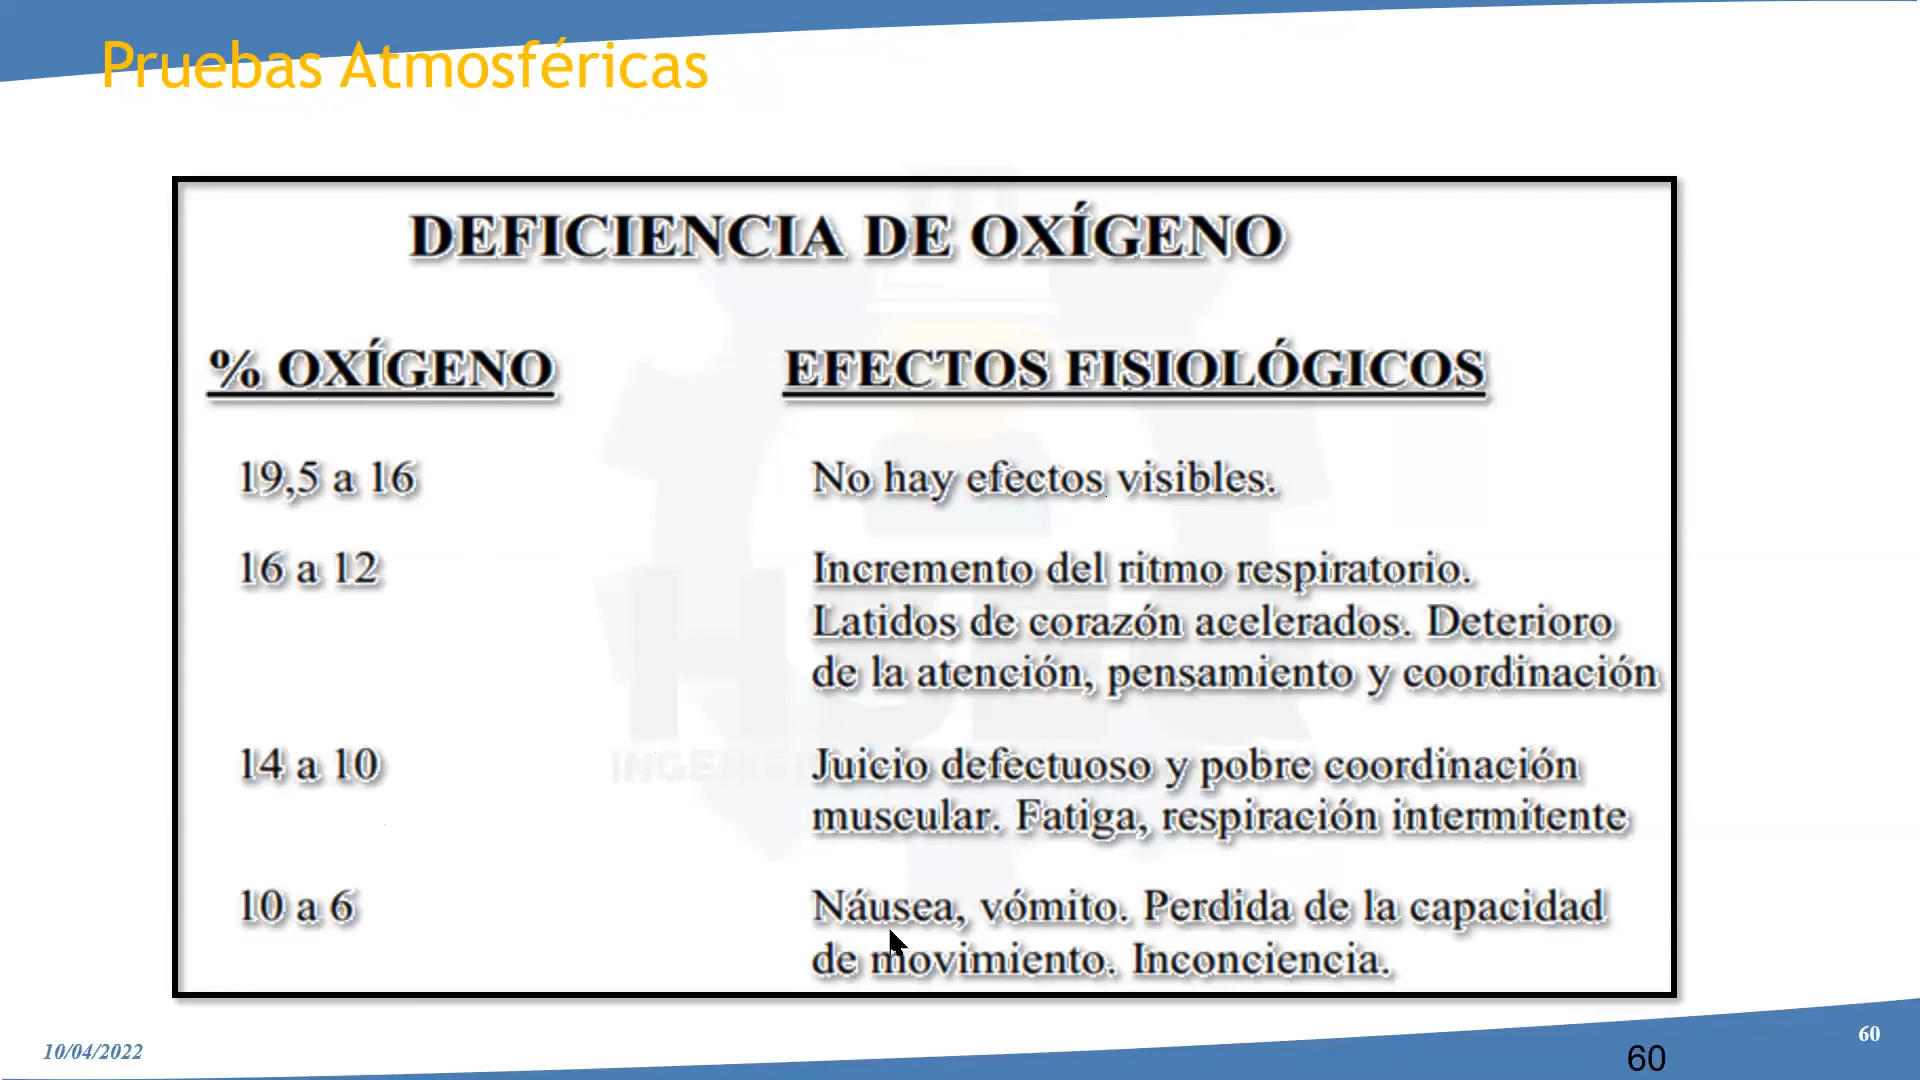 Pruebas Atmosféricas
DEFICIENCIA DE OXÍGENO
% OXÍGENO EFECTOS FISIOLÓGICOS
19,5 a 16 No hay efectos visibles.
16 a 12 Incremento del ritmo respiratorio.
Latidos de corazón acelerados. Deterioro
de la atención, pensamiento y coordinación
14 a 10 Juicio defectuoso y pobre coordinación
muscular. Fatiga, respiración intermitente
10 a 6 Náusea, vómito. Perdida de la capacidad
de movimiento. Inconciencia.
HSEQ
10/04/2022
60
60